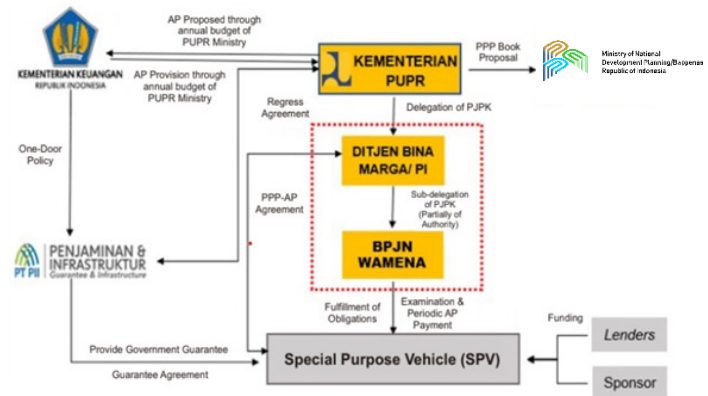 AP Proposed through
annual budget of
PUPR Ministry
KEMENTERIAN KEUANGAN
REPUBLIK INDONESIA
AP Provision through
annual budget of
PUPR Ministry
KEMENTERIAN
PUPR
PPP Book
Proposal
Ministry of National
Development Planning/Bappenas
Republic of Indonesia
Regress
Agreement
Delegation of PJPK
One-Door
Policy
DITJEN BINA
MARGA/ PI
PPP-AP
Agreement
Sub-delegation
of PJPK
(Partially of
Authority)
BPJN
WAMENA
PT PII
PENJAMINAN &
INFRASTRUKTUR
Guarantee & Infrastructure
Fulfillment of
Obligations
Examination &
Periodic AP
Payment
Funding
Lenders
Provide Government Guarantee
Guarantee Agreement
Special Purpose Vehicle (SPV)
Sponsor